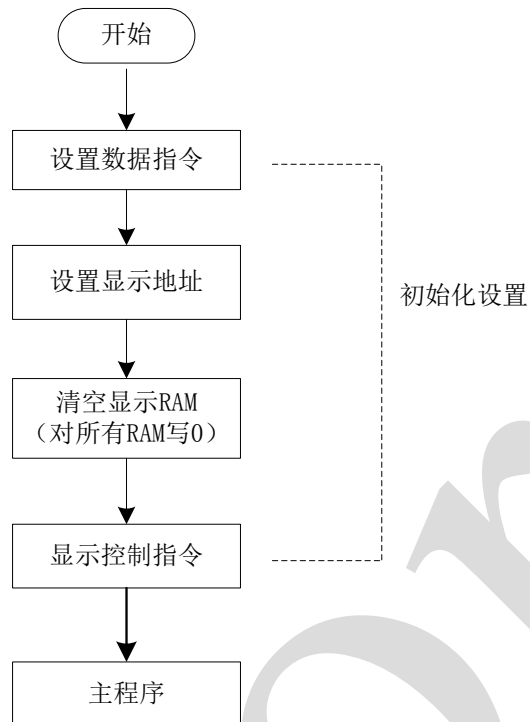 开始
设置数据指令
设置显示地址
初始化设置
清空显示RAM
（对所有RAM写0）
显示控制指令
主程序